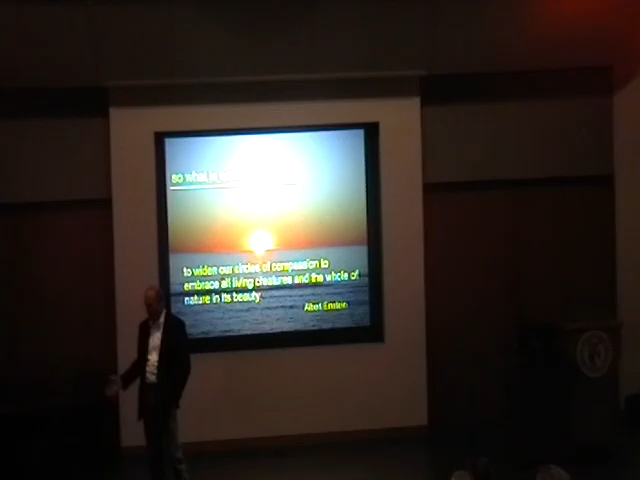 so what is
to widen our circles of compassion to
embrace all living creatures and the whole of
nature in its beauty
Albert Einstein